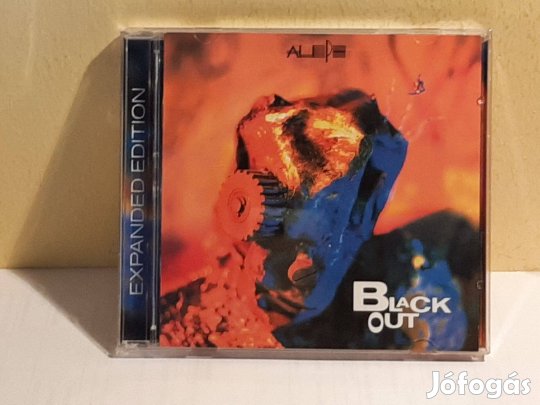 EXPANDED EDITION
ALEPH
BLACK
OUT
Jófogás